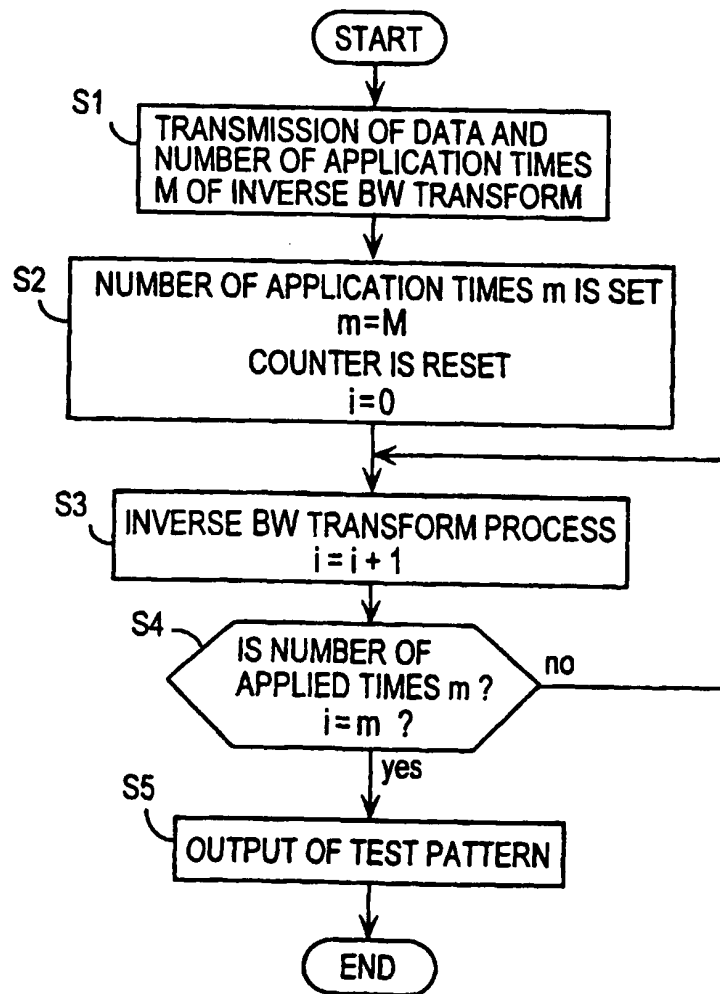 START
S1
TRANSMISSION OF DATA AND
NUMBER OF APPLICATION TIMES
M OF INVERSE BW TRANSFORM
S2
NUMBER OF APPLICATION TIMES m IS SET
m=M
COUNTER IS RESET
i=0
S3
INVERSE BW TRANSFORM PROCESS
i = i + 1
S4
IS NUMBER OF
APPLIED TIMES m ?
i=m ?
no
yes
S5
OUTPUT OF TEST PATTERN
END